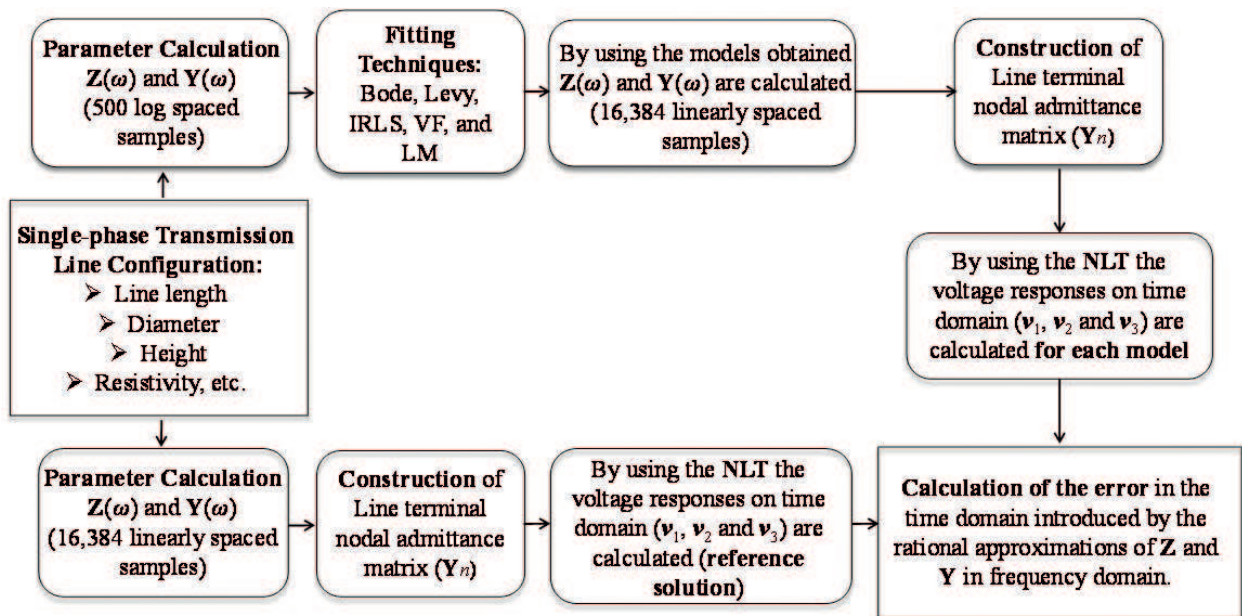 Parameter Calculation
Z(ω) and Y(ω)
(500 log spaced
samples)
Fitting
Techniques:
Bode, Levy,
IRLS, VF, and
LM
By using the models obtained
Z(ω) and Y(ω) are calculated
(16,384 linearly spaced
samples)
Construction of
Line terminal
nodal admittance
matrix (Yn)
Single-phase Transmission
Line Configuration:
➢ Line length
➢ Diameter
➢ Height
➢ Resistivity, etc.
By using the NLT the
voltage responses on time
domain (v1, v2 and v3) are
calculated for each model
Parameter Calculation
Z(ω) and Y(ω)
(16,384 linearly spaced
samples)
Construction of
Line terminal
nodal admittance
matrix (Yn)
By using the NLT the
voltage responses on time
domain (v1, v2 and v3) are
calculated (reference
solution)
Calculation of the error in the
time domain introduced by the
rational approximations of Z and
Y in frequency domain.